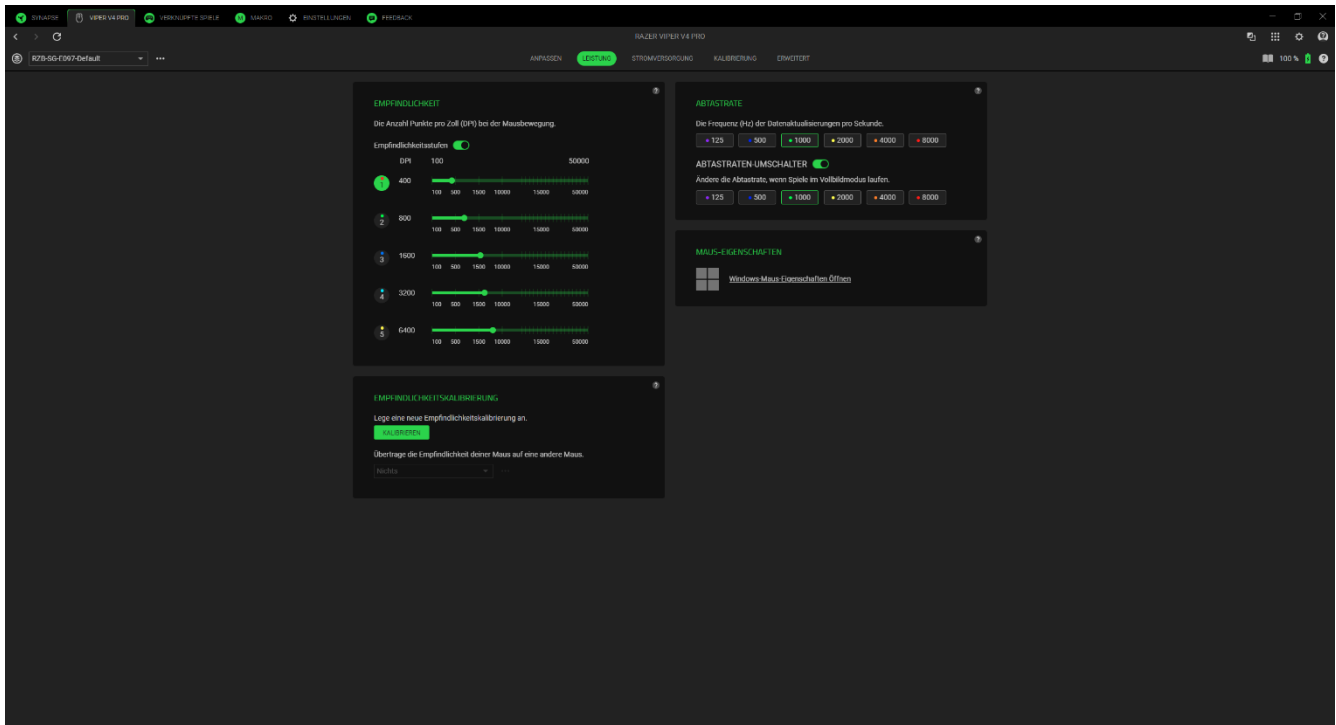 SYNAPSE VIPER V4 PRO VERKNÜPFTE SPIELE MAKRO EINSTELLUNGEN FEEDBACK
RAZER VIPER V4 PRO
RZB-SG-E097-Default ANPASSEN LEISTUNG STROMVERSORGUNG KALIBRIERUNG ERWEITERT 100 %
EMPFINDLICHKEIT
Die Anzahl Punkte pro Zoll (DPI) bei der Mausbewegung.
Empfindlichkeitsstufen
DPI 100 50000
1 400
100 500 1500 10000 15000 50000
2 800
100 500 1500 10000 15000 50000
3 1600
100 500 1500 10000 15000 50000
4 3200
100 500 1500 10000 15000 50000
5 6400
100 500 1500 10000 15000 50000
EMPFINDLICHKEITSKALIBRIERUNG
Lege eine neue Empfindlichkeitskalibrierung an.
KALIBRIEREN
Übertrage die Empfindlichkeit deiner Maus auf eine andere Maus.
Nichts
ABTASTRATE
Die Frequenz (Hz) der Datenaktualisierungen pro Sekunde.
125 500 1000 2000 4000 8000
ABTASTRATEN-UMSCHALTER
Ändere die Abtastrate, wenn Spiele im Vollbildmodus laufen.
125 500 1000 2000 4000 8000
MAUS-EIGENSCHAFTEN
Windows-Maus-Eigenschaften Öffnen